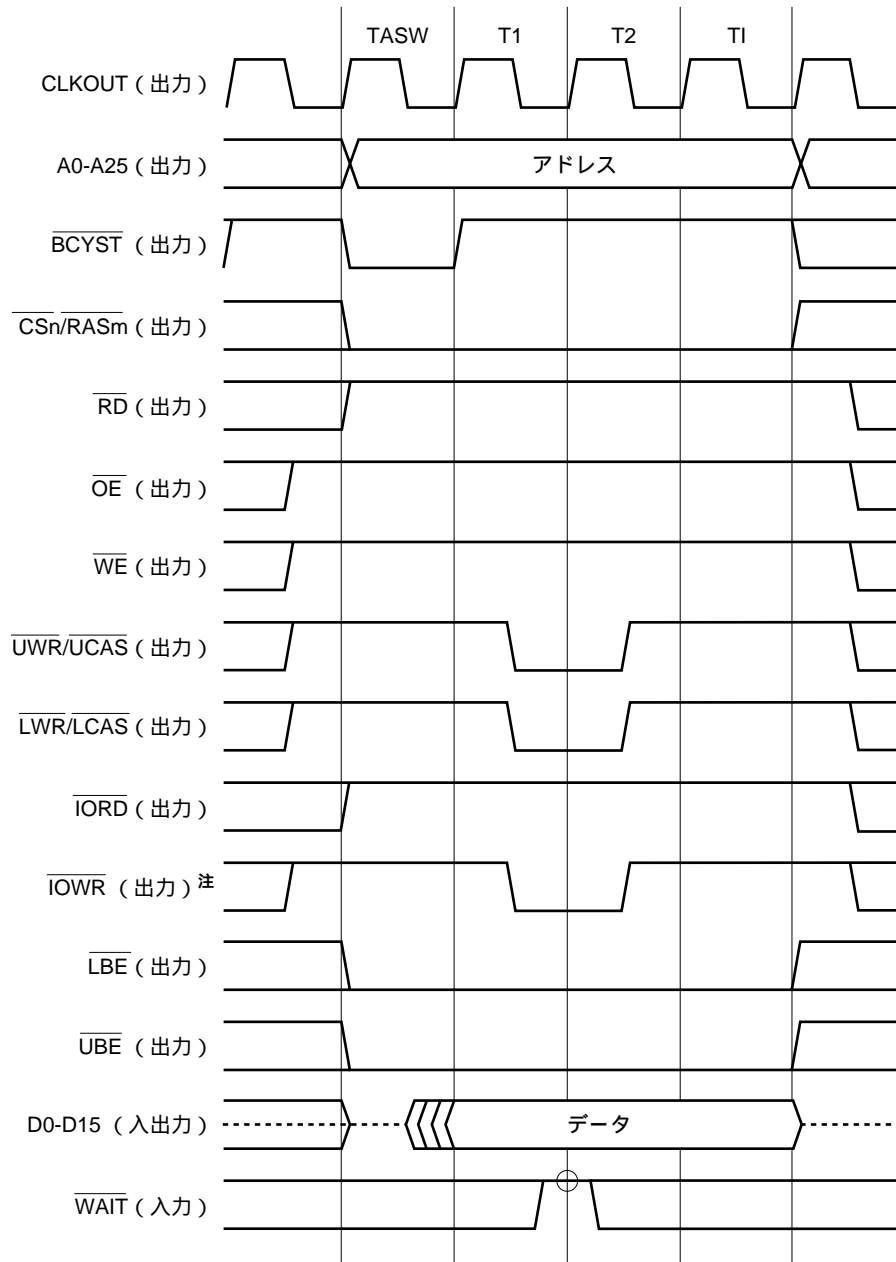 TASW T1 T2 TI
CLKOUT（出力）
A0-A25（出力） アドレス
BCYST （出力）
CSn/RASm（出力）
RD（出力）
OE （出力）
WE（出力）
UWR/UCAS（出力）
LWR/LCAS（出力）
IORD（出力）
IOWR （出力）注
LBE（出力）
UBE （出力）
D0-D15 （入出力） データ
WAIT（入力）